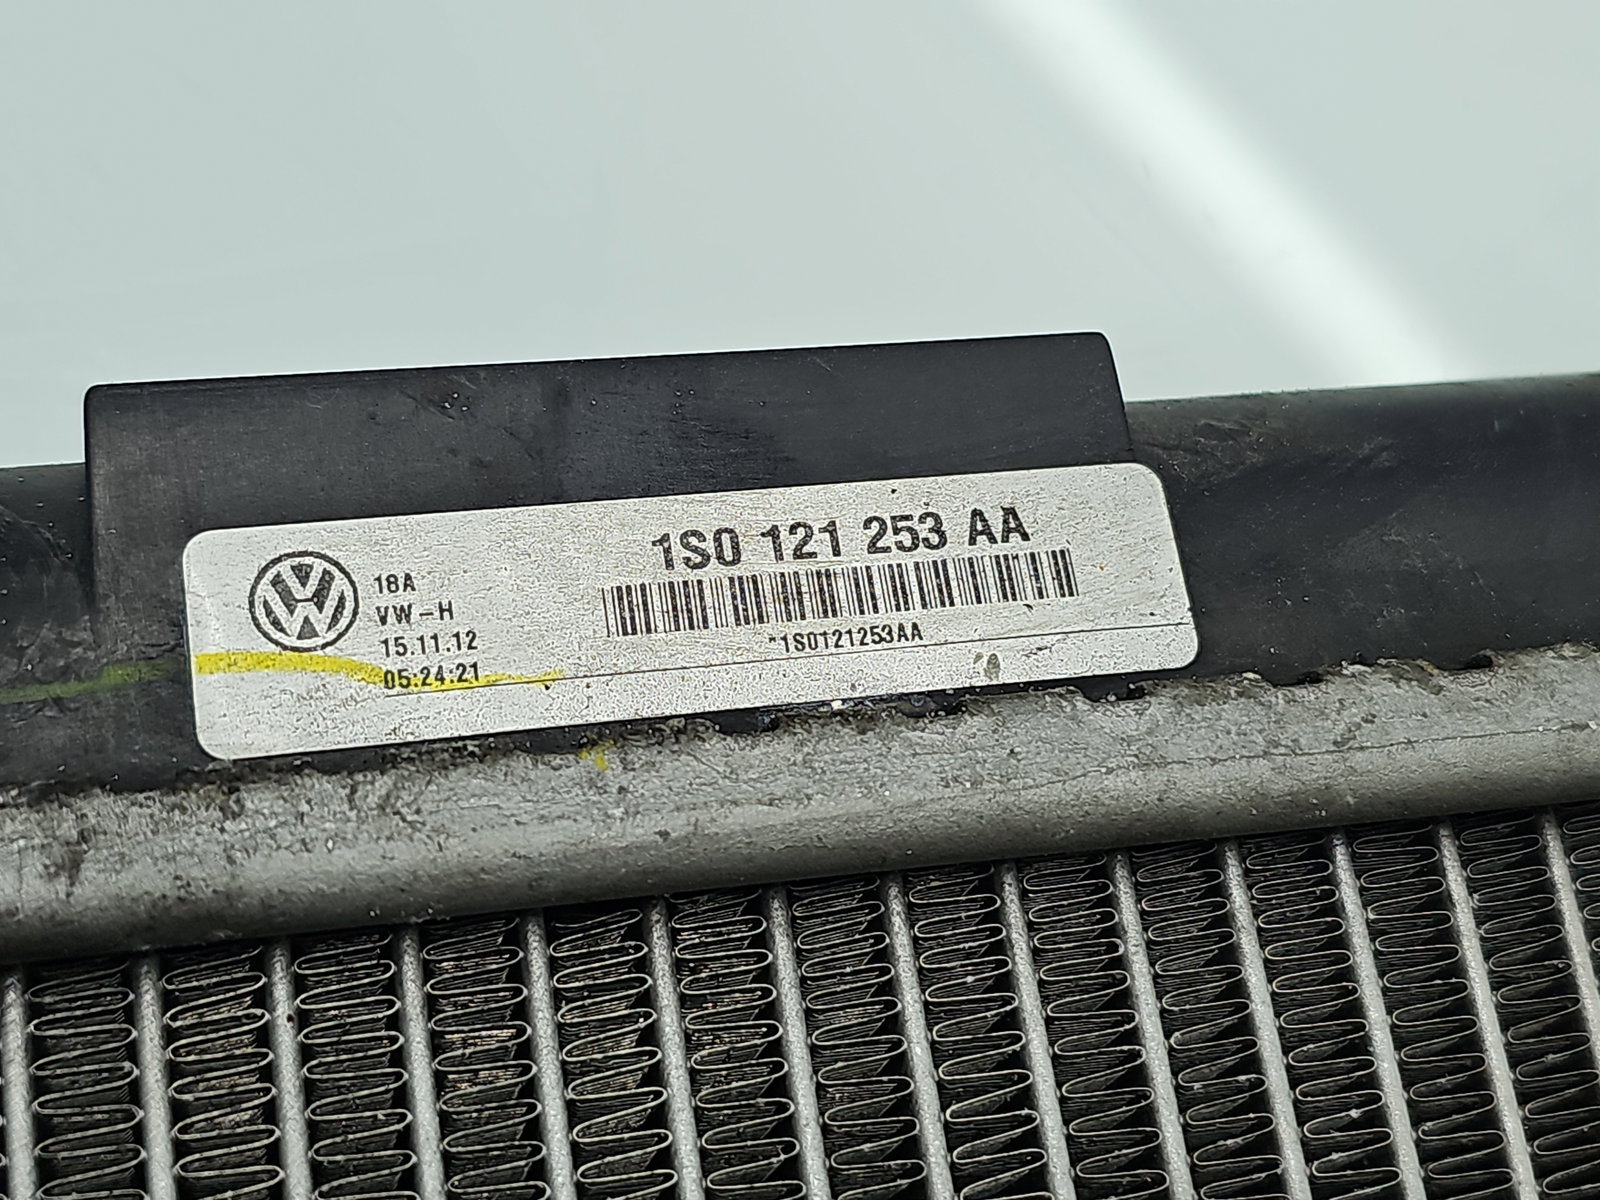 1S0 121 253 AA
18A
VW-H
15.11.12
05:24:21
*1S0121253AA